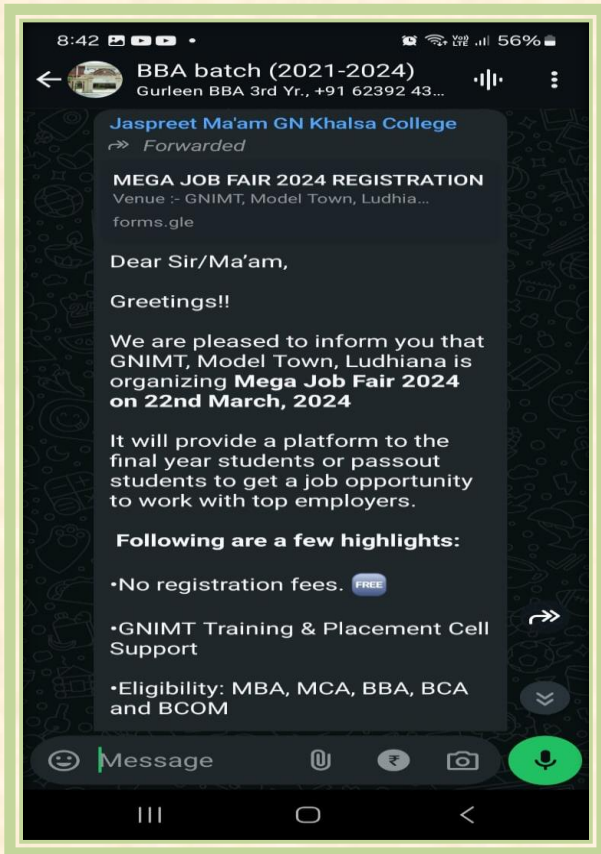 8:42
Vo)) LTE 56%
BBA batch (2021-2024)
Gurleen BBA 3rd Yr., +91 62392 43...
Jaspreet Ma'am GN Khalsa College
Forwarded
MEGA JOB FAIR 2024 REGISTRATION
Venue :- GNIMT, Model Town, Ludhia...
forms.gle
Dear Sir/Ma'am,
Greetings!!
We are pleased to inform you that
GNIMT, Model Town, Ludhiana is
organizing Mega Job Fair 2024
on 22nd March, 2024
It will provide a platform to the
final year students or passout
students to get a job opportunity
to work with top employers.
Following are a few highlights:
•No registration fees. FREE
•GNIMT Training & Placement Cell
Support
•Eligibility: MBA, MCA, BBA, BCA
and BCOM
Message ₹